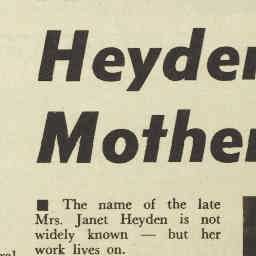 Heyden
Mother
■ The name of the late
Mrs. Janet Heyden is not
widely known — but her
work lives on.